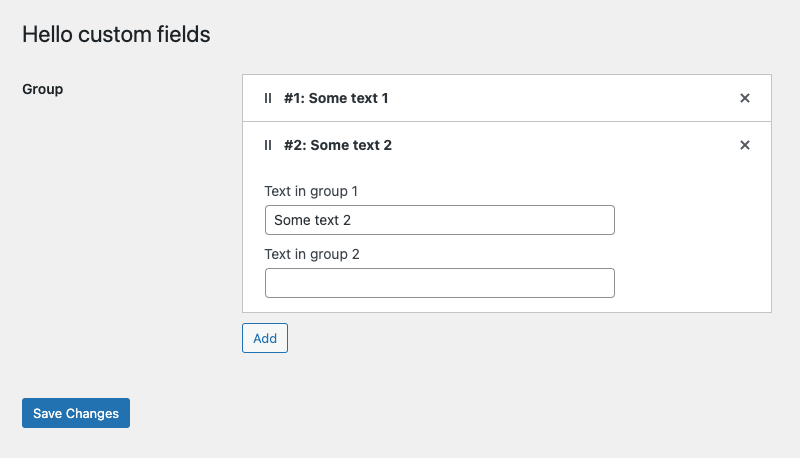 Hello custom fields
Group
#1: Some text 1
#2: Some text 2
Text in group 1
Some text 2
Text in group 2
Add
Save Changes